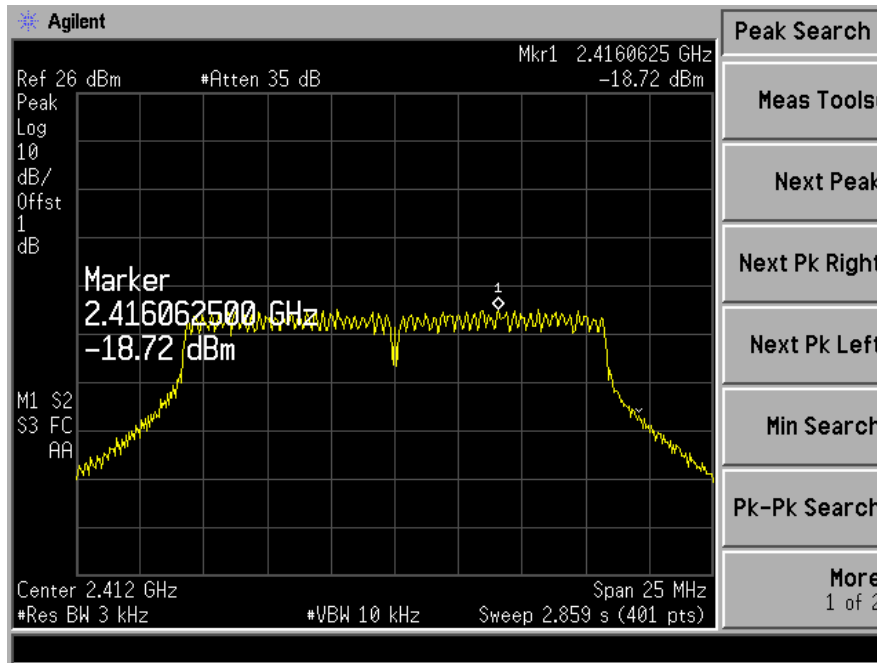 Agilent
Peak Search
Mkr1 2.4160625 GHz
Ref 26 dBm #Atten 35 dB -18.72 dBm
Peak
Log
10
dB/
Offst
1
dB
Marker
2.416062500 GHz
-18.72 dBm
1
M1 S2
S3 FC
AA
Center 2.412 GHz Span 25 MHz
#Res BW 3 kHz #VBW 10 kHz Sweep 2.859 s (401 pts)
Meas Tools
Next Peak
Next Pk Right
Next Pk Left
Min Search
Pk-Pk Search
More
1 of 2